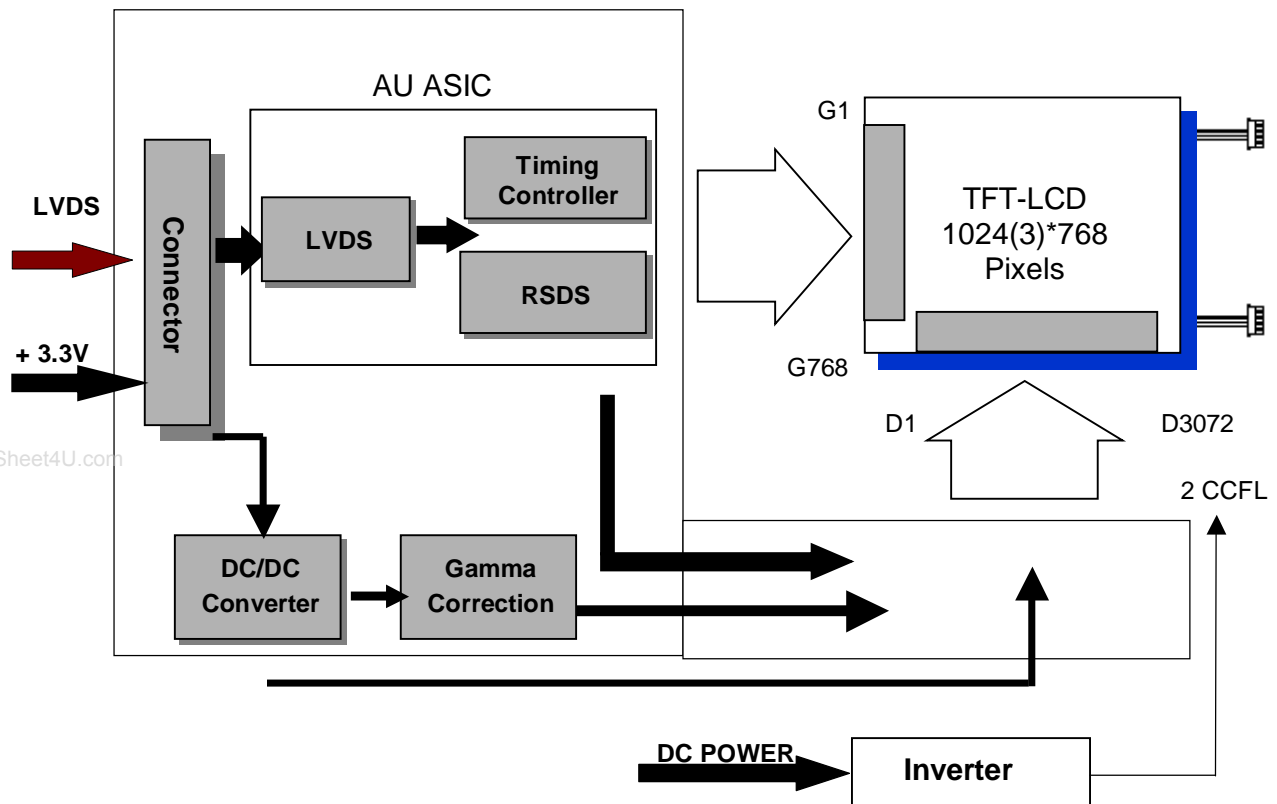 AU ASIC
G1
Timing
Controller
TFT-LCD
1024(3)*768
Pixels
LVDS
Connector
LVDS
RSDS
+ 3.3V
G768
D1
D3072
Sheet4U.com
2 CCFL
DC/DC
Converter
Gamma
Correction
DC POWER
Inverter